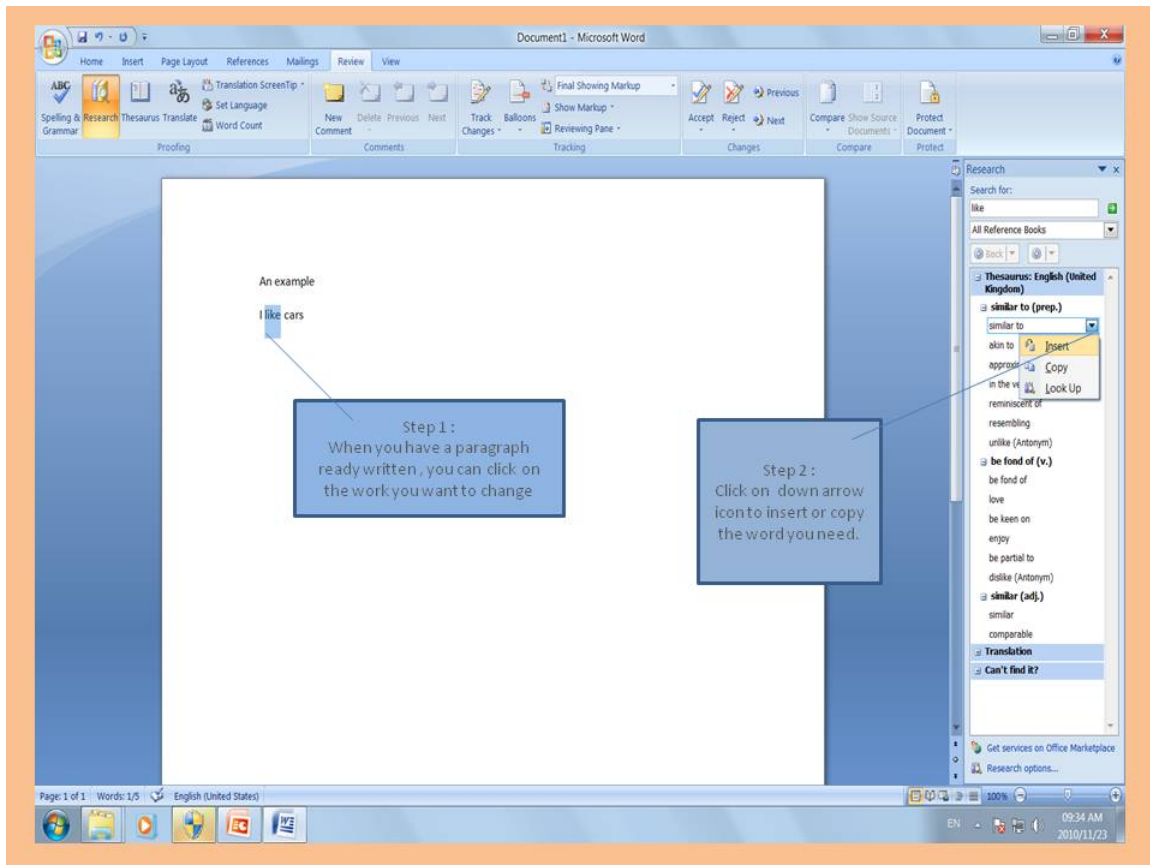 Document1 - Microsoft Word
Home Insert Page Layout References Mailings Review View
ABC
Spelling & Grammar
Research
Thesaurus
Translate
Translation ScreenTip
Set Language
Word Count
Proofing
New Comment
Delete
Previous
Next
Comments
Track Changes
Balloons
Final Showing Markup
Show Markup
Reviewing Pane
Tracking
Accept
Reject
Previous
Next
Changes
Compare
Show Source Documents
Compare
Protect Document
Protect
An example
I like cars
Step 1 :
When you have a paragraph
ready written , you can click on
the work you want to change
Step 2 :
Click on down arrow
icon to insert or copy
the word you need.
Research
Search for:
like
All Reference Books
Back
Thesaurus: English (United
Kingdom)
similar to (prep.)
similar to
akin to
Insert
Copy
Look Up
in the
reminiscent of
resembling
unlike (Antonym)
be fond of (v.)
be fond of
love
be keen on
enjoy
be partial to
dislike (Antonym)
similar (adj.)
similar
comparable
Translation
Can't find it?
Get services on Office Marketplace
Research options...
Page: 1 of 1 Words: 1/5 English (United States)
100%
EN
09:34 AM
2010/11/23